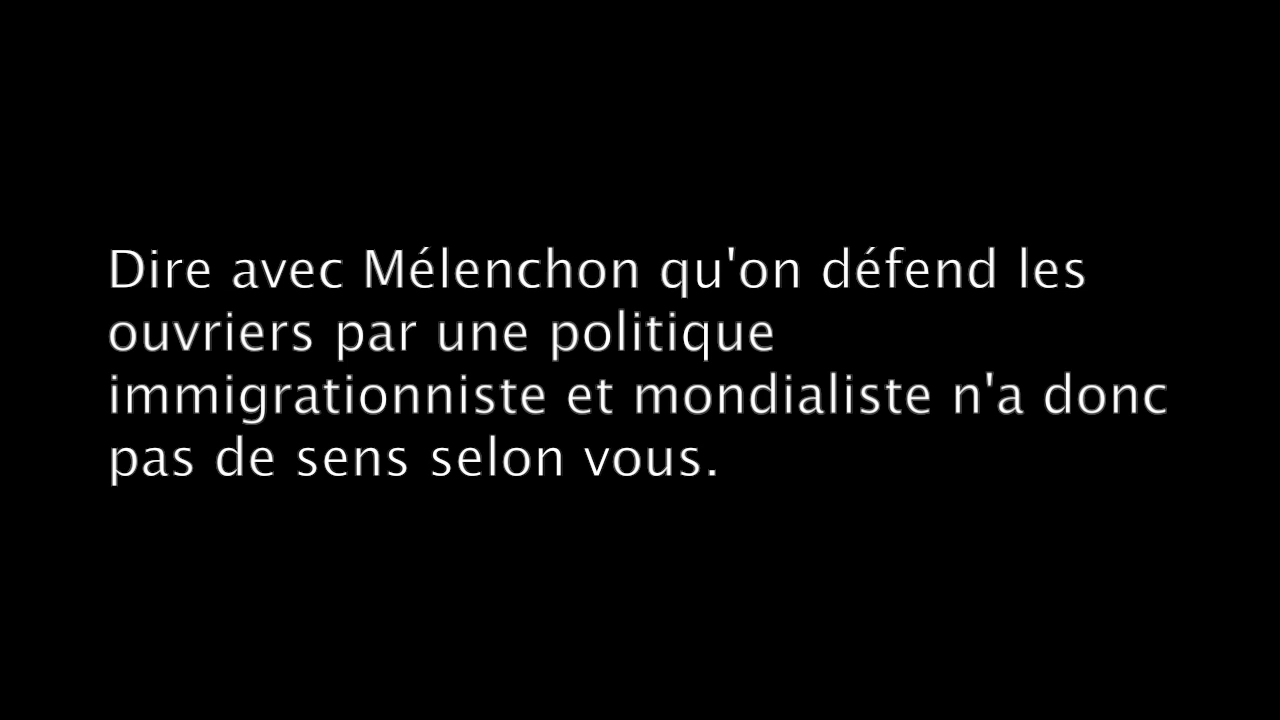 Dire avec Mélenchon qu'on défend les
ouvriers par une politique
immigrationniste et mondialiste n'a donc
pas de sens selon vous.